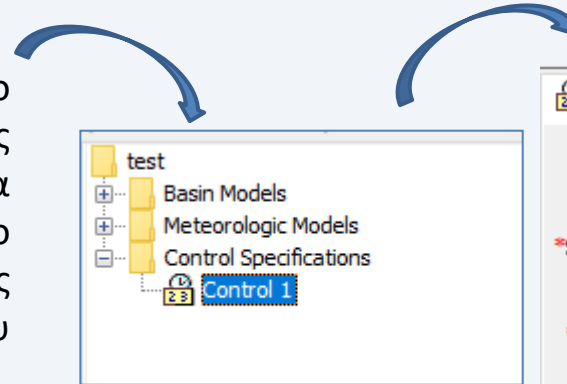 test
Basin Models
Meteorologic Models
Control Specifications
Control 1